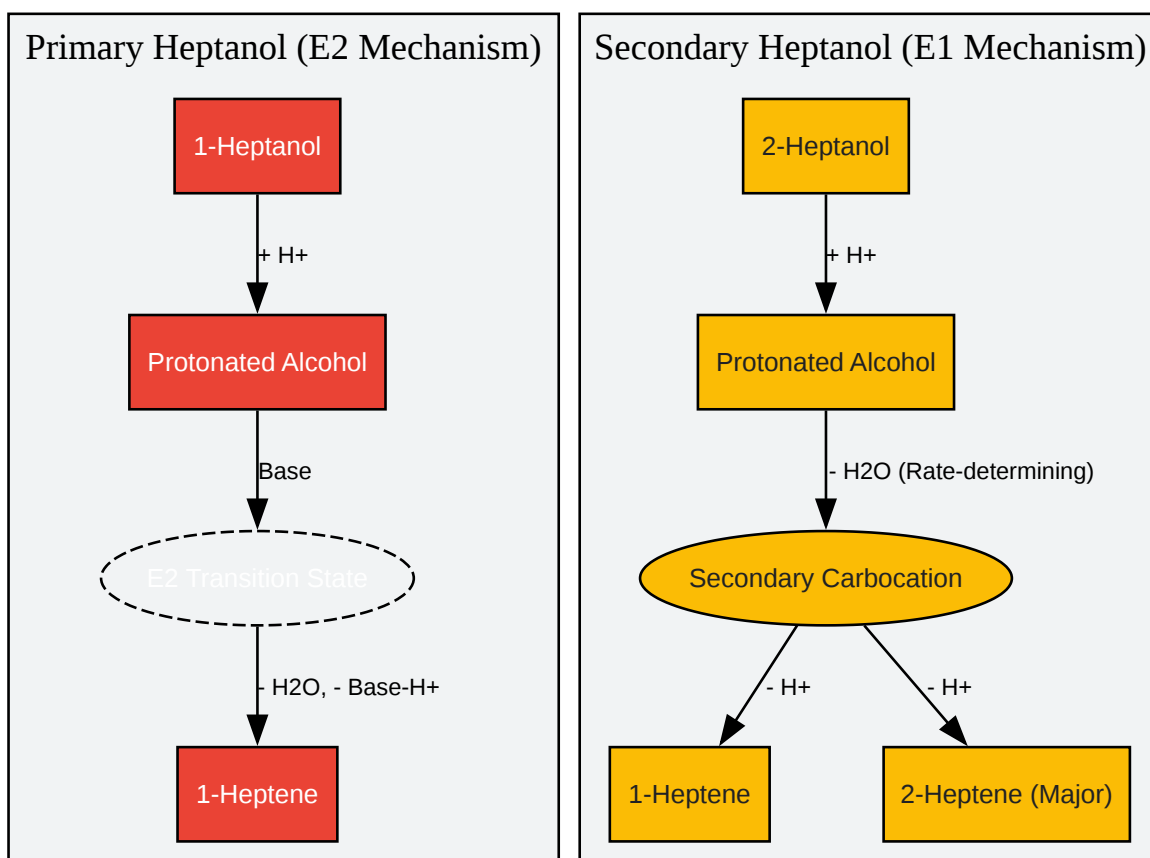 Primary Heptanol (E2 Mechanism)
1-Heptanol
+ H+
Protonated Alcohol
Base
E2 Transition State
- H2O, - Base-H+
1-Heptene
Secondary Heptanol (E1 Mechanism)
2-Heptanol
+ H+
Protonated Alcohol
- H2O (Rate-determining)
Secondary Carbocation
- H+
- H+
1-Heptene
2-Heptene (Major)